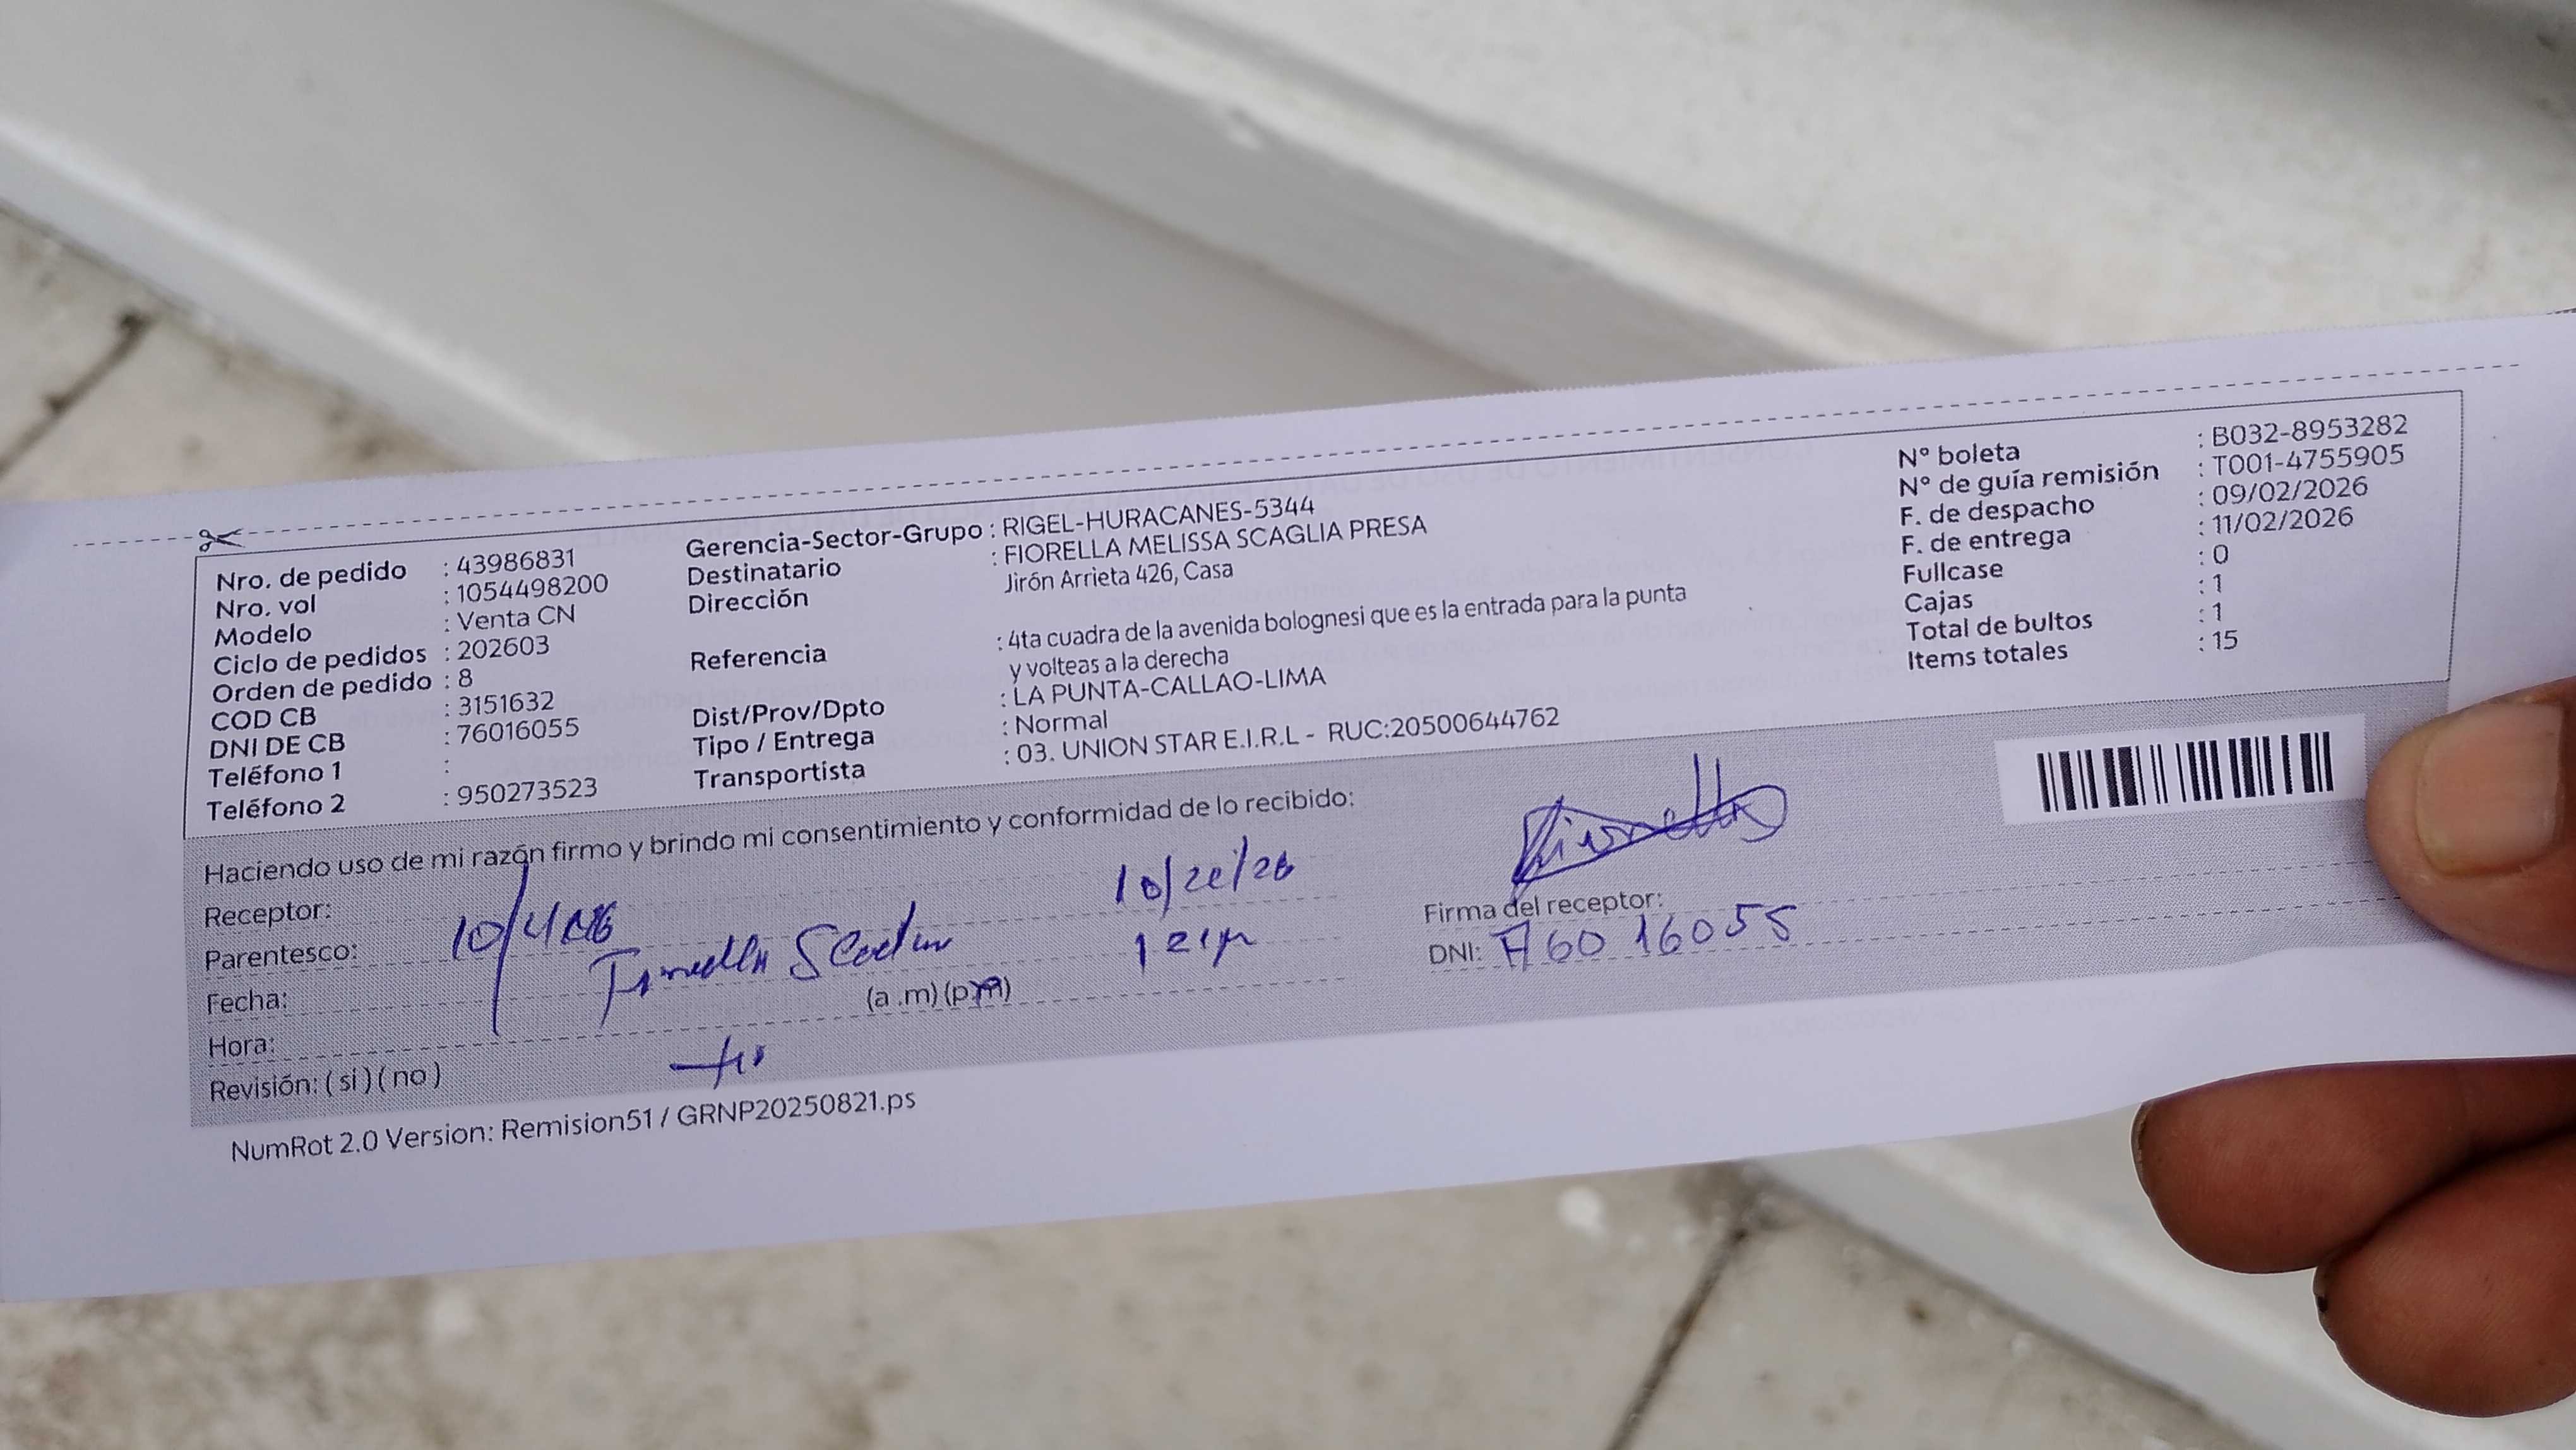 Nro. de pedido : 43986831
Nro. vol : 1054498200
Modelo : Venta CN
Ciclo de pedidos : 202603
Orden de pedido : 8
COD CB : 3151632
DNI DE CB : 76016055
Teléfono 1 :
Teléfono 2 : 950273523
Gerencia-Sector-Grupo : RIGEL-HURACANES-5344
Destinatario : FIORELLA MELISSA SCAGLIA PRESA
Dirección Jirón Arrieta 426, Casa
Referencia : 4ta cuadra de la avenida bolognesi que es la entrada para la punta
y volteas a la derecha
Dist/Prov/Dpto : LA PUNTA-CALLAO-LIMA
Tipo / Entrega : Normal
Transportista : 03. UNION STAR E.I.R.L - RUC:20500644762
N° boleta : B032-8953282
N° de guía remisión : T001-4755905
F. de despacho : 09/02/2026
F. de entrega : 11/02/2026
Fullcase : 0
Cajas : 1
Total de bultos : 1
Items totales : 15
Haciendo uso de mi razón firmo y brindo mi consentimiento y conformidad de lo recibido:
Receptor:
Parentesco:
Fecha:
Hora: (a .m) (pm)
Revisión: ( si ) ( no )
Firma del receptor:
DNI: 76016055
NumRot 2.0 Version: Remision51 / GRNP20250821.ps